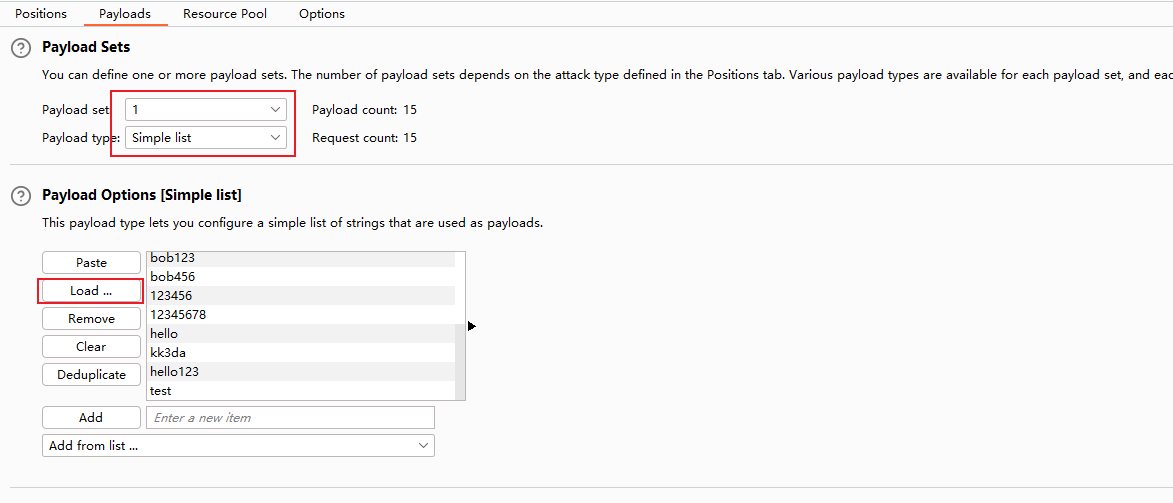 Positions Payloads Resource Pool Options
Payload Sets
You can define one or more payload sets. The number of payload sets depends on the attack type defined in the Positions tab. Various payload types are available for each payload set, and eac
Payload set 1 Payload count: 15
Payload type: Simple list Request count: 15
Payload Options [Simple list]
This payload type lets you configure a simple list of strings that are used as payloads.
Paste
Load ...
Remove
Clear
Deduplicate
bob123
bob456
123456
12345678
hello
kk3da
hello123
test
Add Enter a new item
Add from list ...